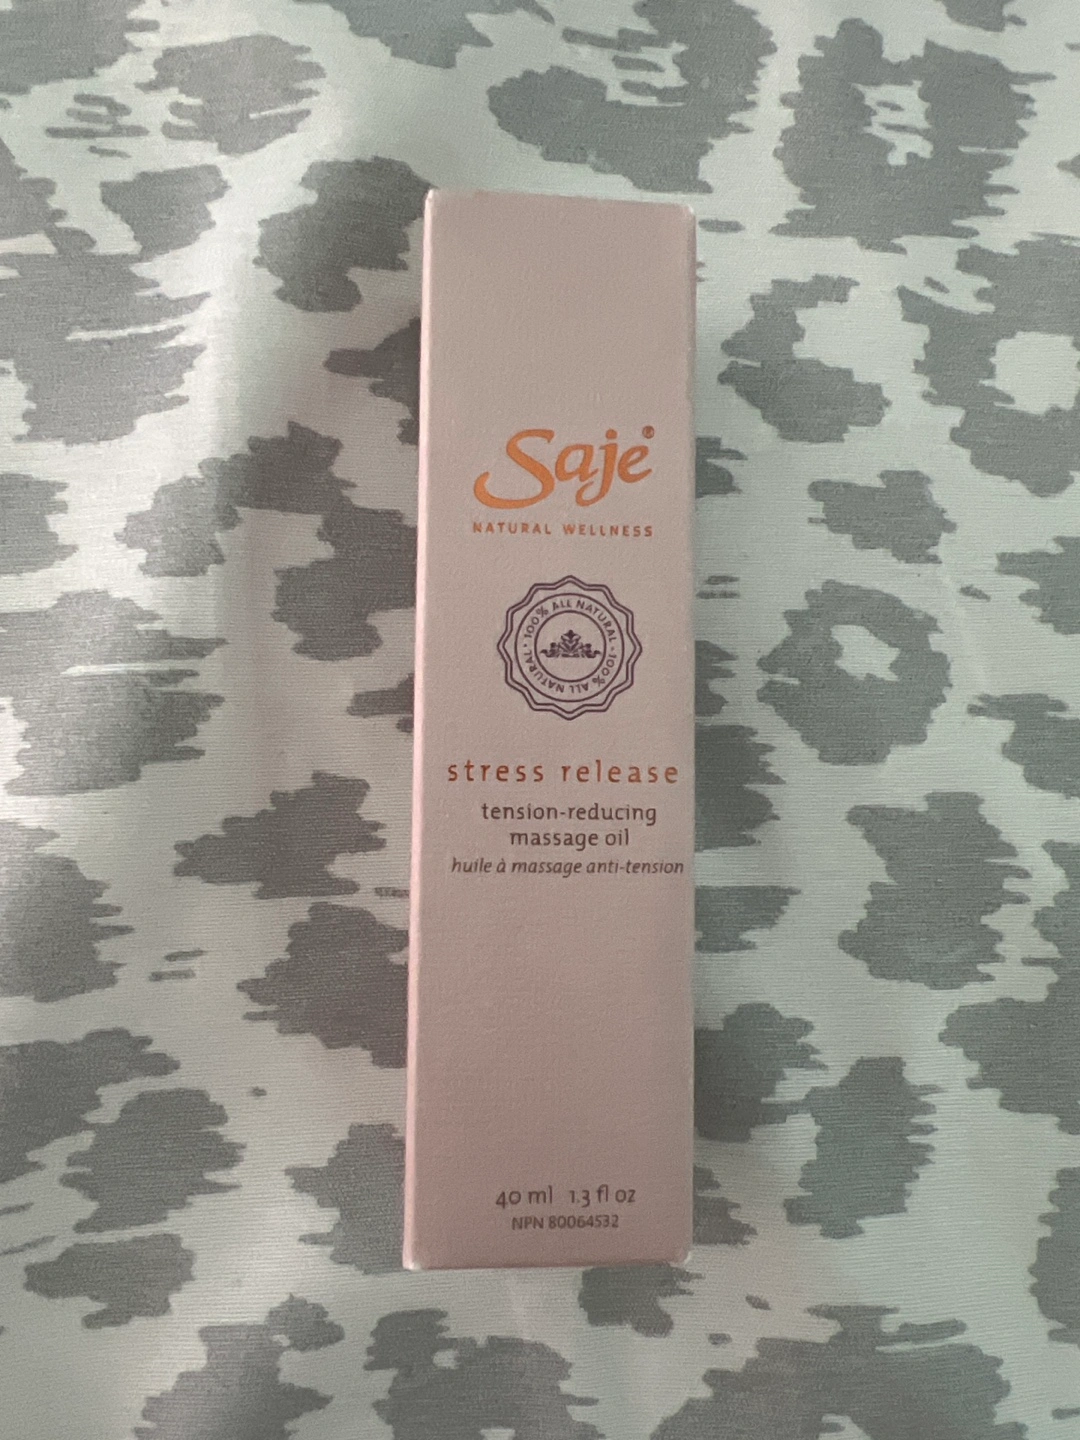 Saje®
NATURAL WELLNESS
100% ALL NATURAL • 100% ALL NATURAL •
stress release
tension-reducing
massage oil
huile à massage anti-tension
40 ml 1.3 fl oz
NPN 80064532